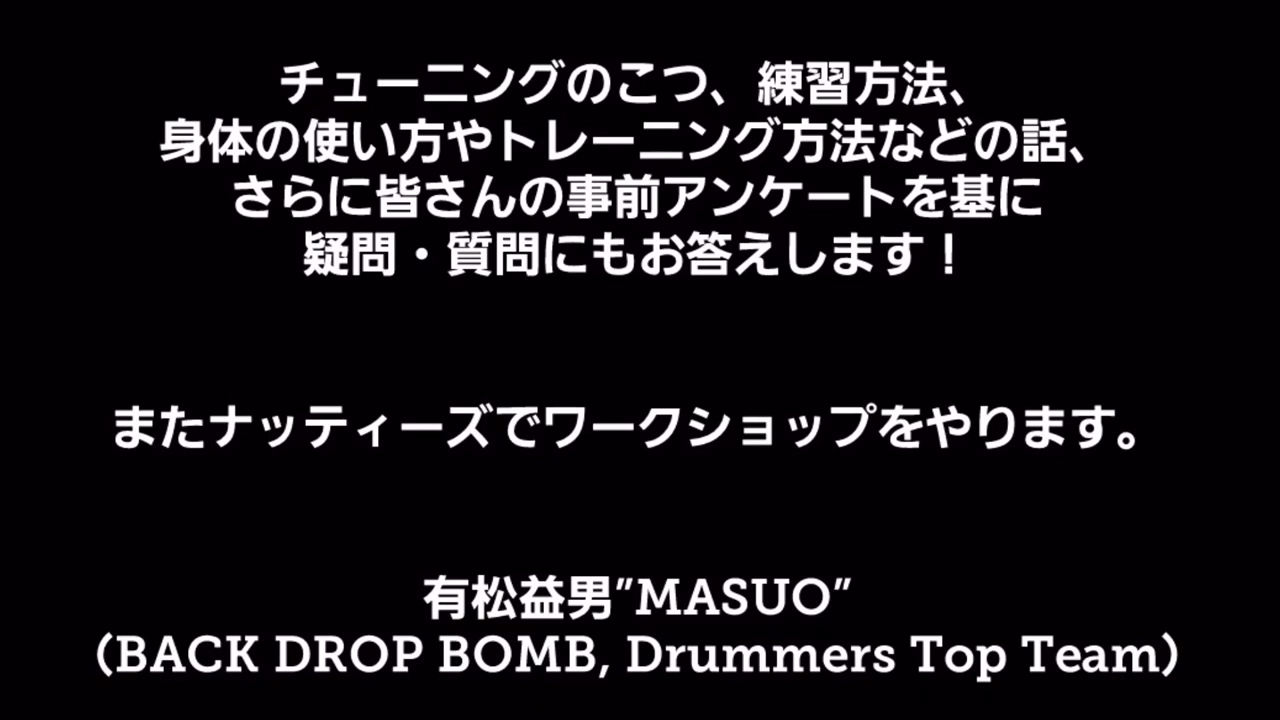 チューニングのこつ、練習方法、
身体の使い方やトレーニング方法などの話、
さらに皆さんの事前アンケートを基に
疑問・質問にもお答えします！
またナッティーズでワークショップをやります。
有松益男”MASUO”
（BACK DROP BOMB, Drummers Top Team）